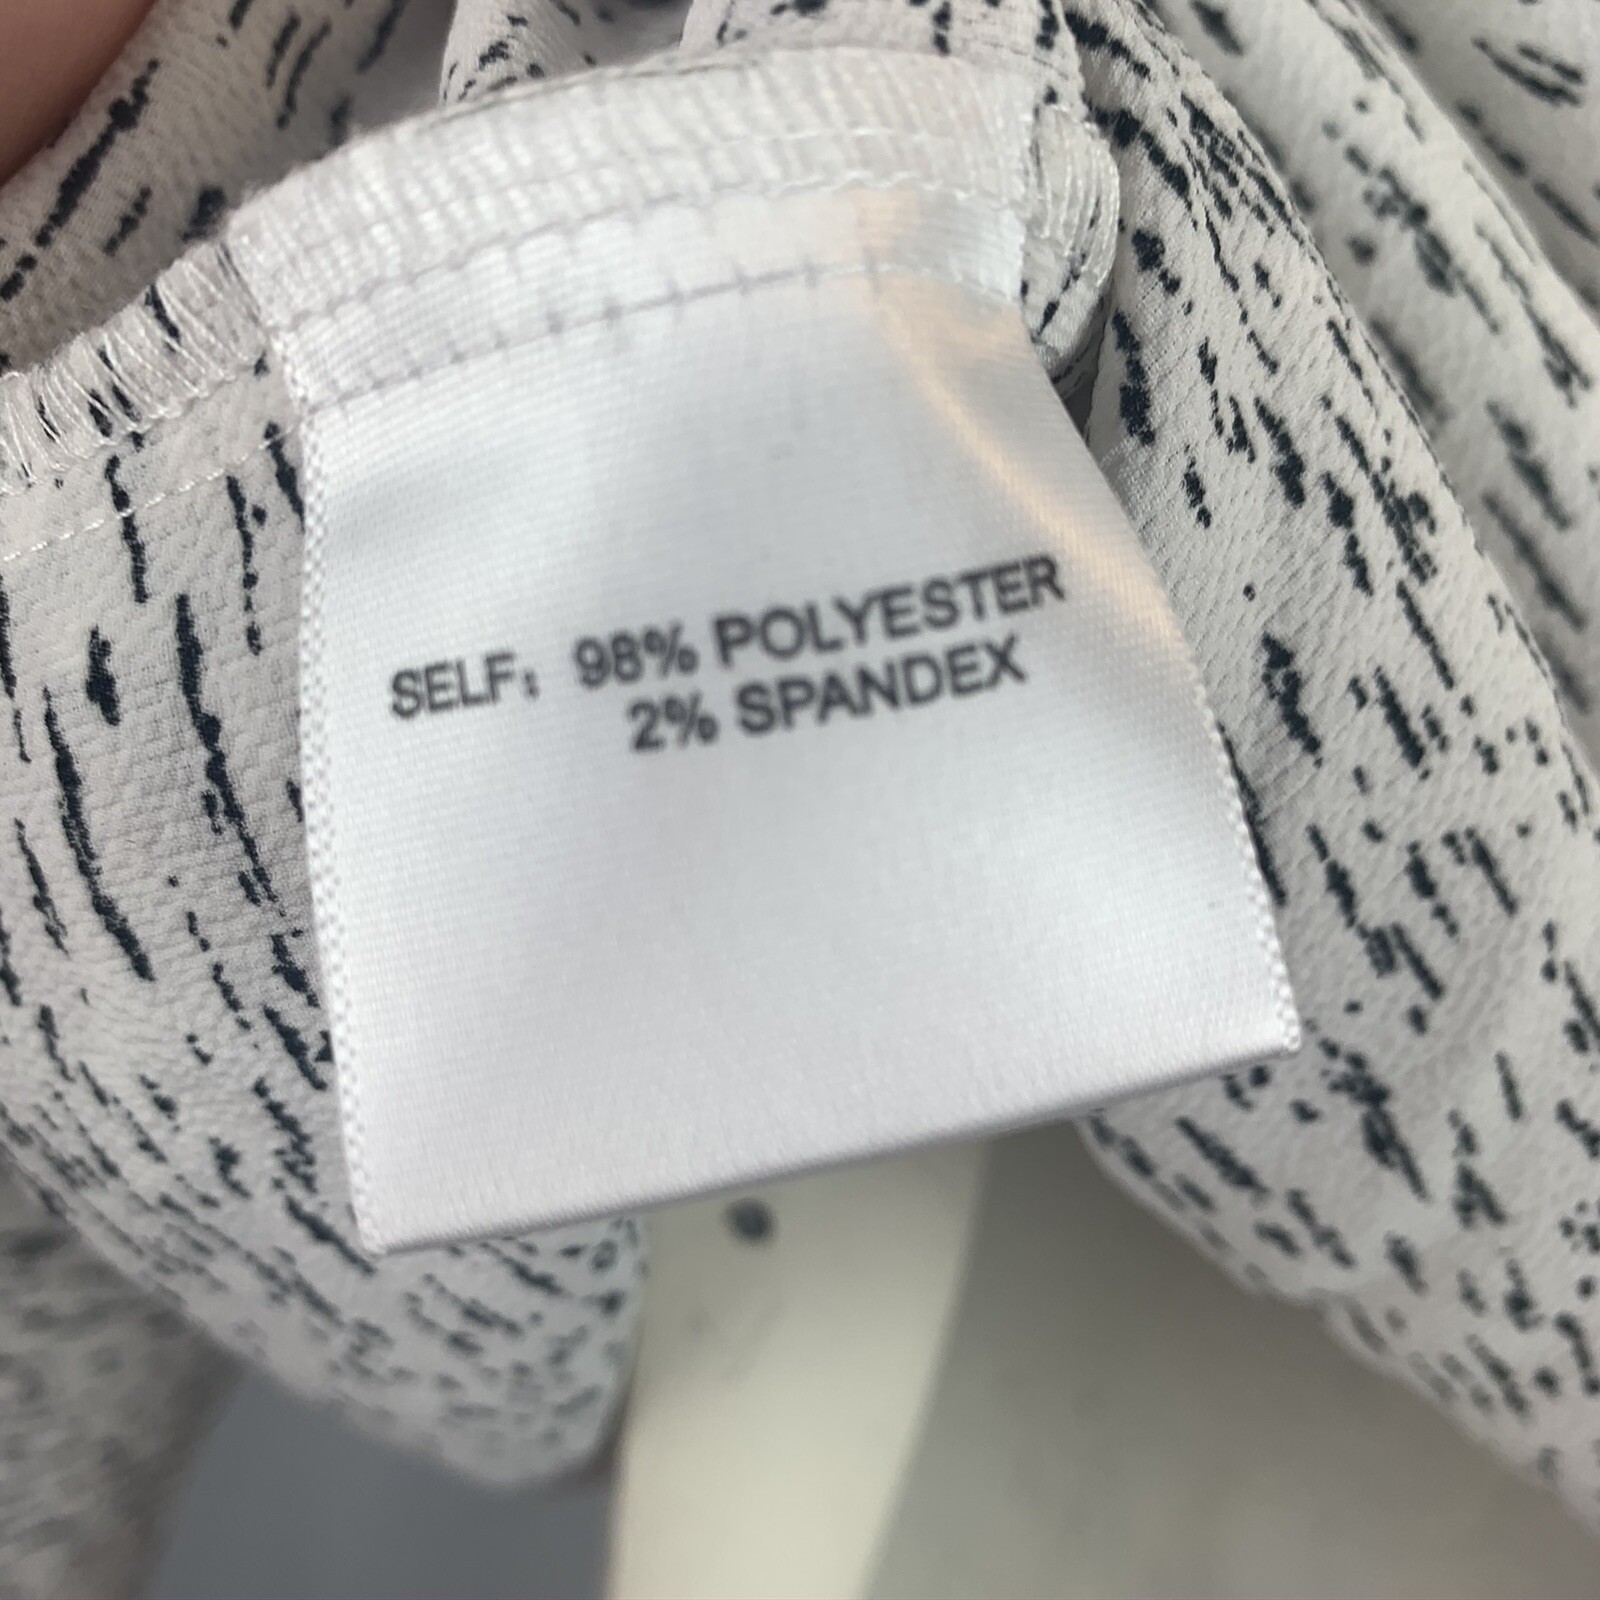 SELF: 98% POLYESTER
2% SPANDEX